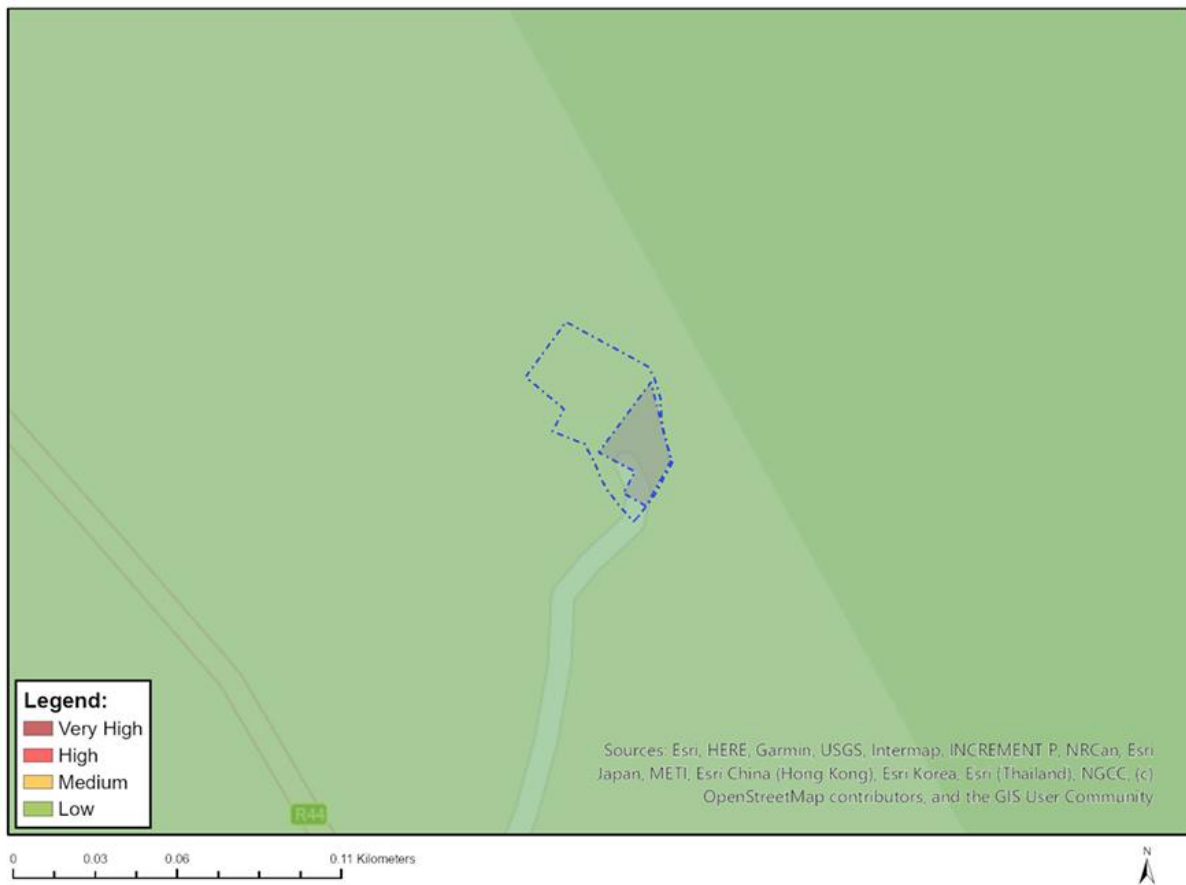 Legend:
Very High
High
Medium
Low
R44
Sources: Esri, HERE, Garmin, USGS, Intermap, INCREMENT P, NRCan, Esri
Japan, METI, Esri China (Hong Kong), Esri Korea, Esri (Thailand), NGCC, (c)
OpenStreetMap contributors, and the GIS User Community
0 0.03 0.06 0.11 Kilometers
N